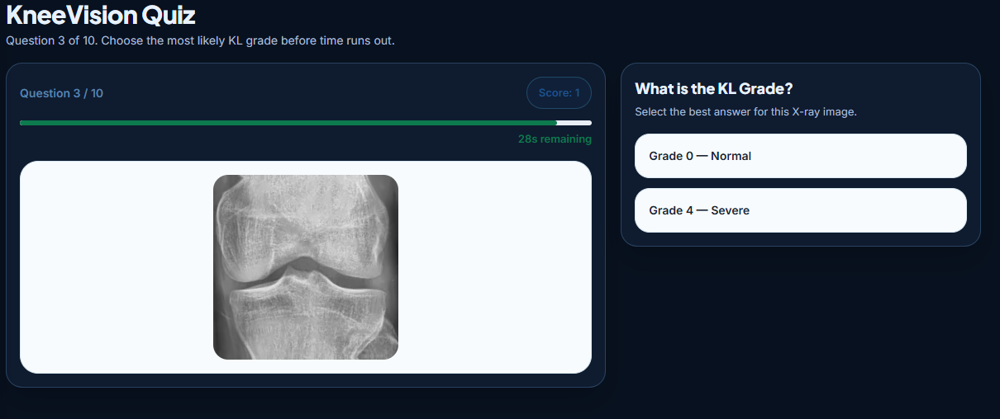 KneeVision Quiz
Question 3 of 10. Choose the most likely KL grade before time runs out.
Question 3 / 10
Score: 1
28s remaining
What is the KL Grade?
Select the best answer for this X-ray image.
Grade 0 — Normal
Grade 4 — Severe